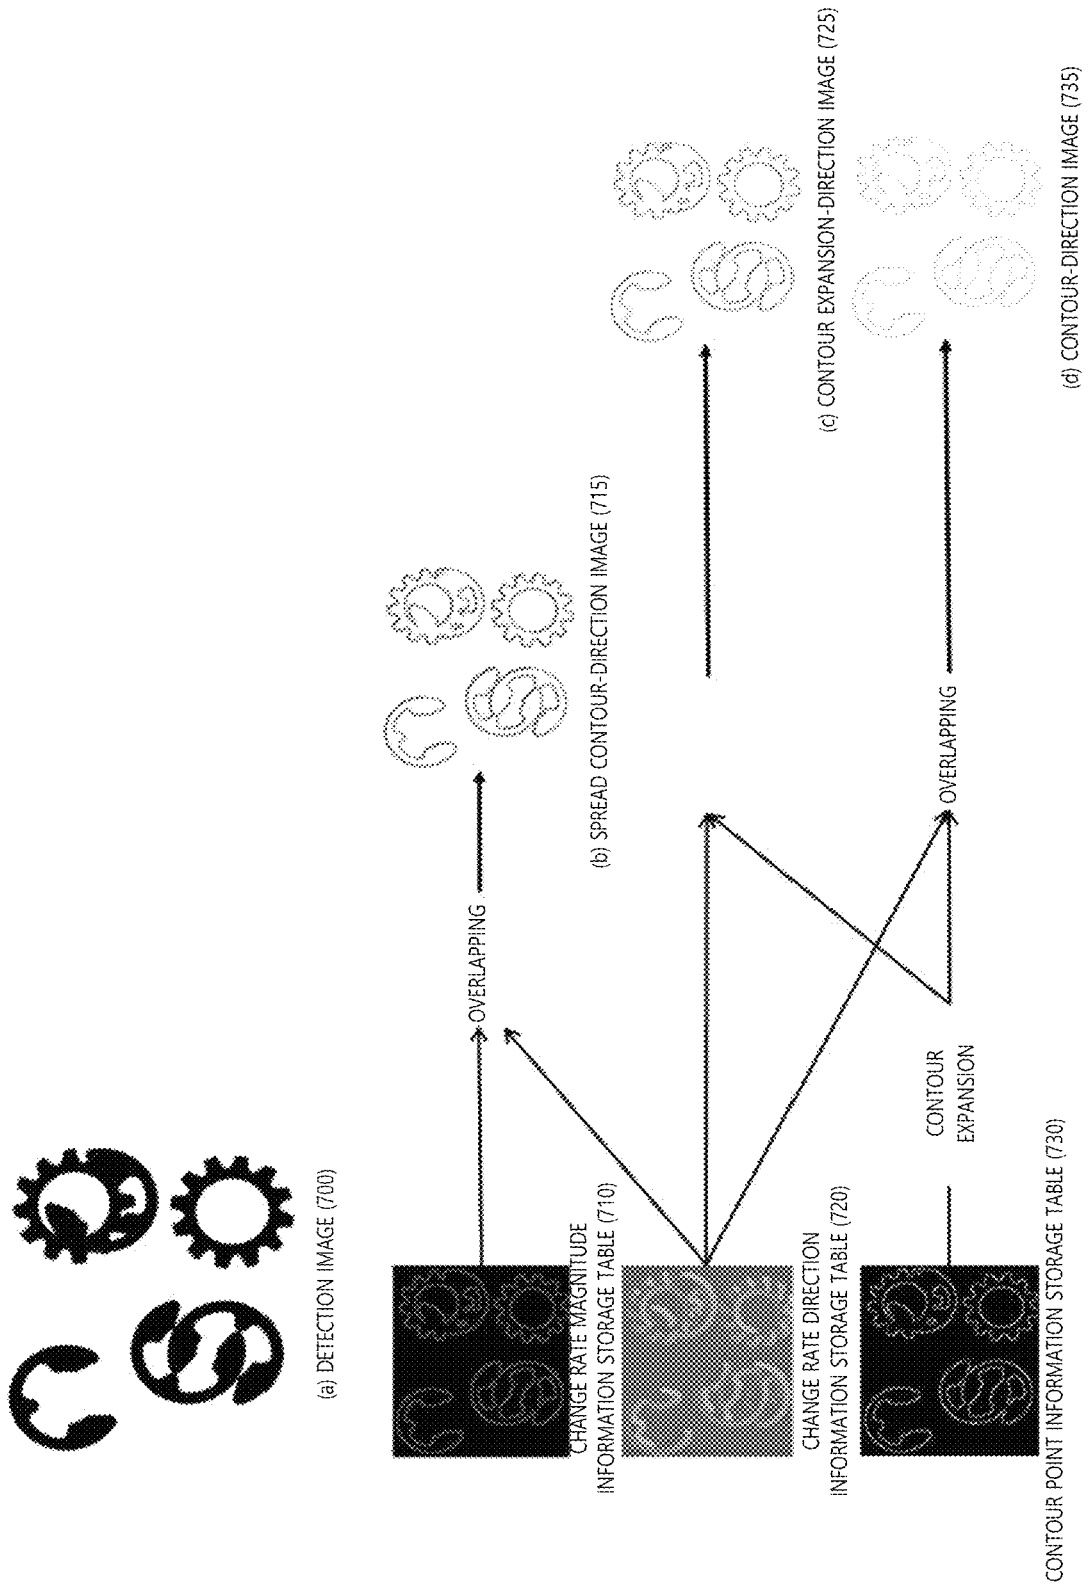 (a) DETECTION IMAGE (700)
CHANGE RATE MAGNITUDE
INFORMATION STORAGE TABLE (710)
OVERLAPPING
(b) SPREAD CONTOUR-DIRECTION IMAGE (715)
CHANGE RATE DIRECTION
INFORMATION STORAGE TABLE (720)
(c) CONTOUR EXPANSION-DIRECTION IMAGE (725)
CONTOUR
EXPANSION
OVERLAPPING
CONTOUR POINT INFORMATION STORAGE TABLE (730)
(d) CONTOUR-DIRECTION IMAGE (735)